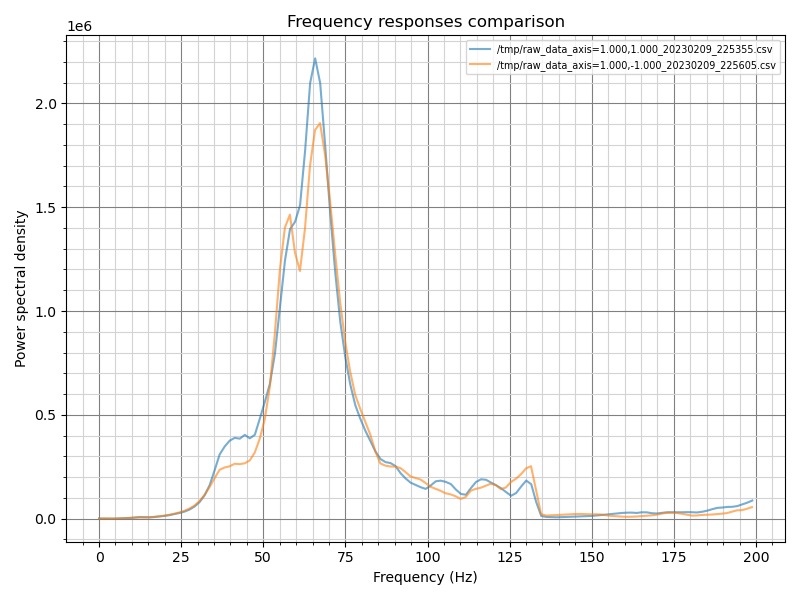 Frequency responses comparison
1e6
/tmp/raw_data_axis=1.000,1.000_20230209_225355.csv
/tmp/raw_data_axis=1.000,-1.000_20230209_225605.csv
2.0
1.5
1.0
0.5
0.0
Power spectral density
0 25 50 75 100 125 150 175 200
Frequency (Hz)